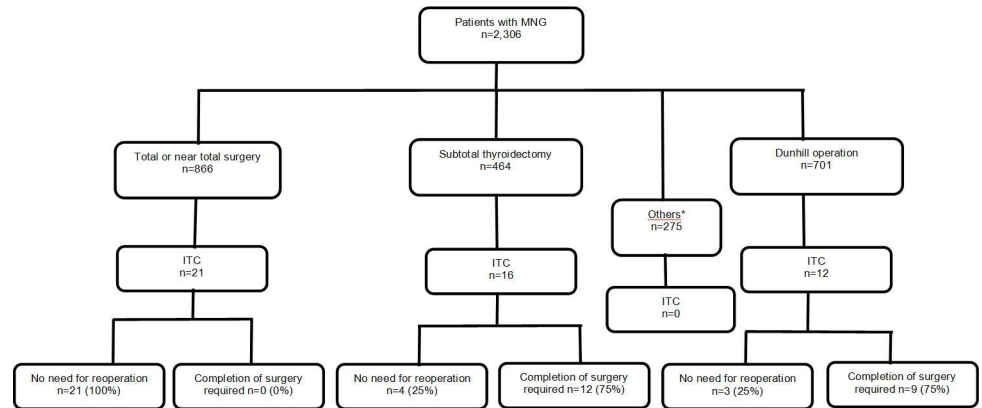 Patients with MNG
n=2,306
Total or near total surgery
n=866
Subtotal thyroidectomy
n=464
Others*
n=275
Dunhill operation
n=701
ITC
n=21
ITC
n=16
ITC
n=0
ITC
n=12
No need for reoperation
n=21 (100%)
Completion of surgery
required n=0 (0%)
No need for reoperation
n=4 (25%)
Completion of surgery
required n=12 (75%)
No need for reoperation
n=3 (25%)
Completion of surgery
required n=9 (75%)